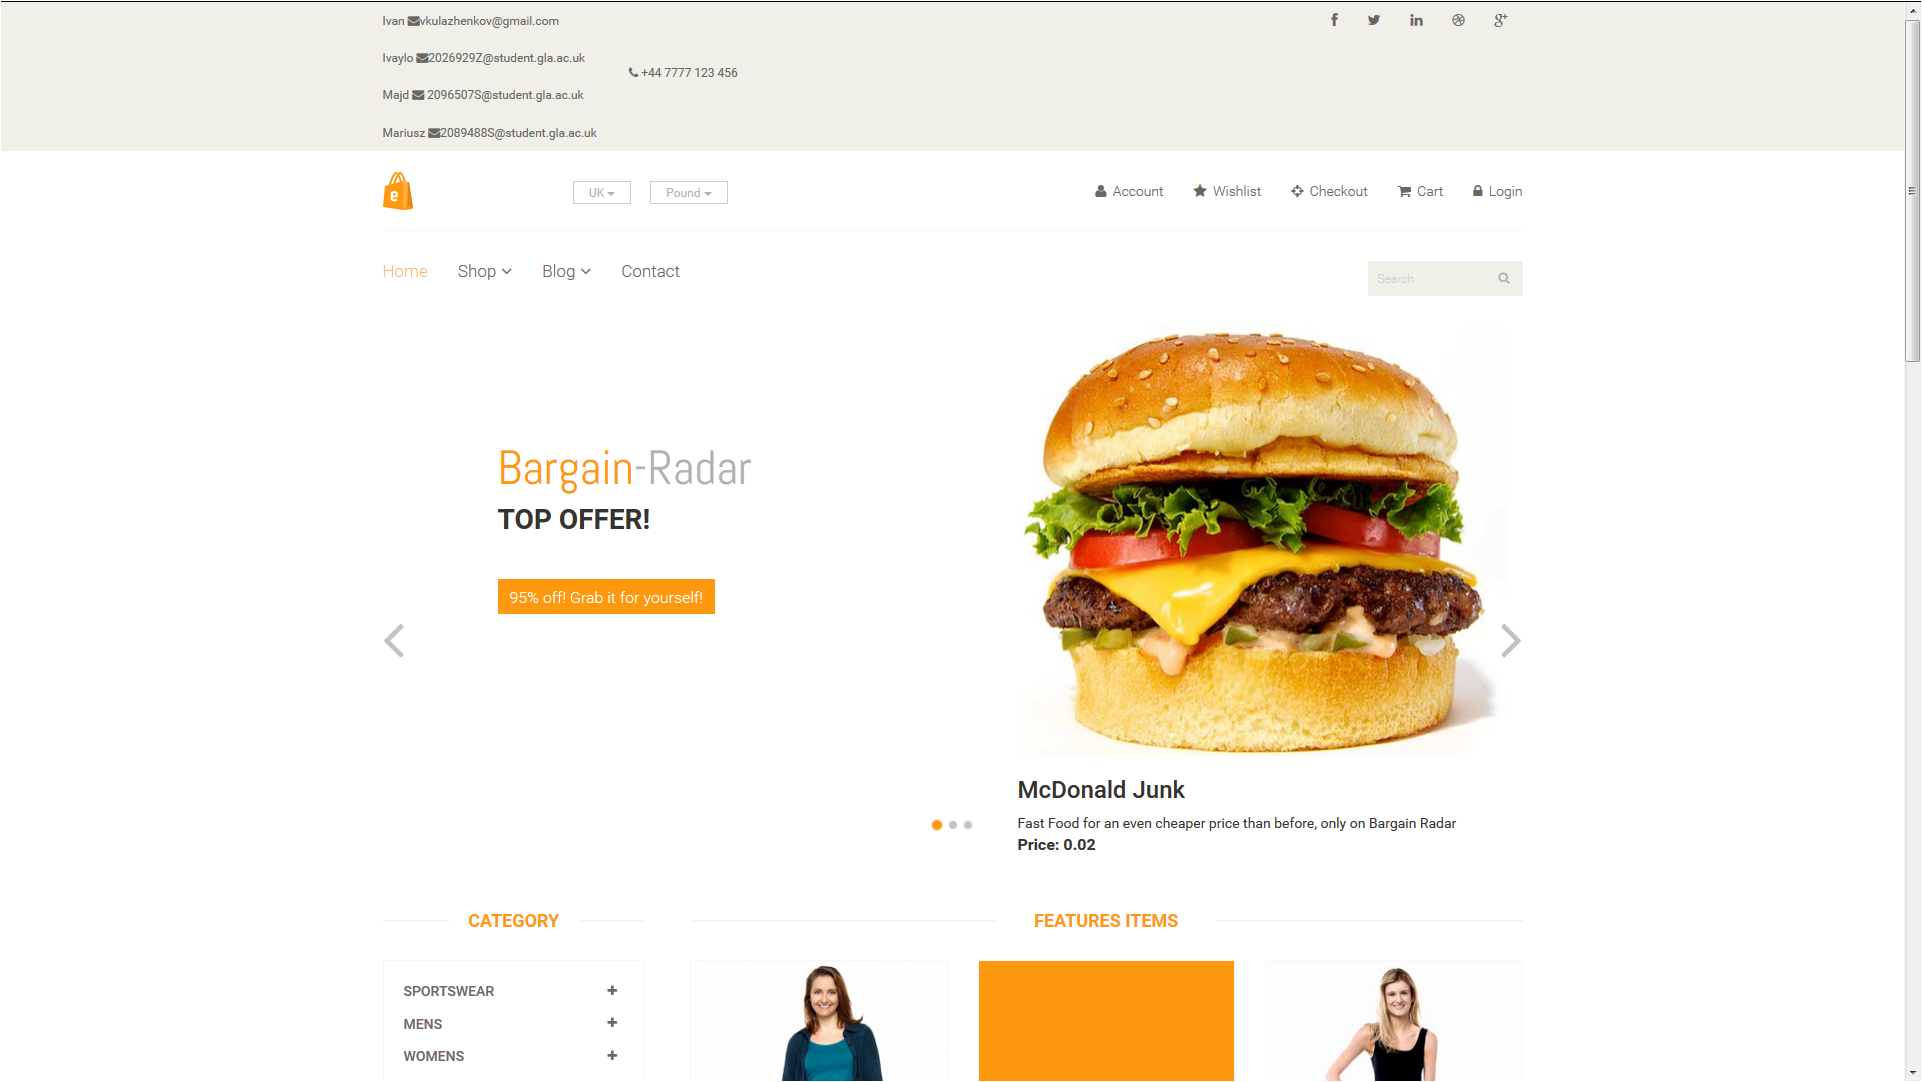 Ivan vkulazhenkov@gmail.com
Ivaylo 2026929Z@student.gla.ac.uk
+44 7777 123 456
Majd 2096507S@student.gla.ac.uk
Mariusz 2089488S@student.gla.ac.uk
e
UK
Pound
Account
Wishlist
Checkout
Cart
Login
Home
Shop
Blog
Contact
Search
Bargain-Radar
TOP OFFER!
95% off! Grab it for yourself!
McDonald Junk
Fast Food for an even cheaper price than before, only on Bargain Radar
Price: 0.02
CATEGORY
FEATURES ITEMS
SPORTSWEAR
MENS
WOMENS